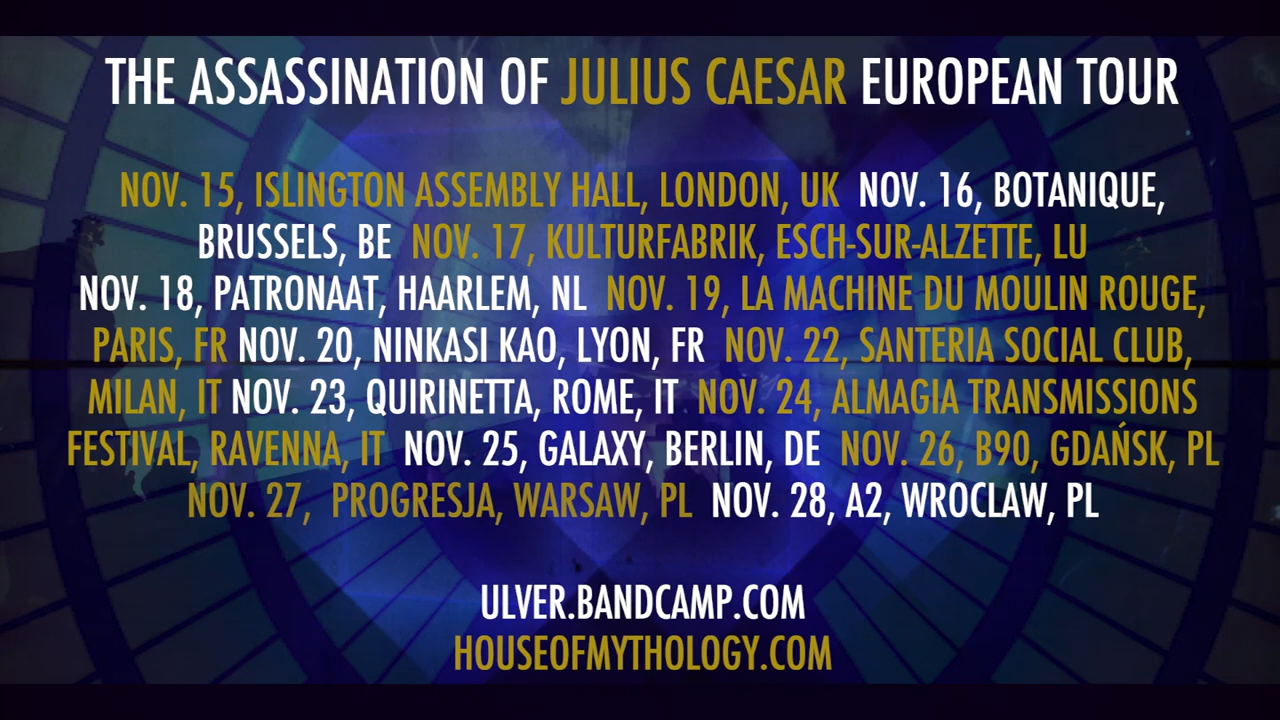 THE ASSASSINATION OF JULIUS CAESAR EUROPEAN TOUR
NOV. 15, ISLINGTON ASSEMBLY HALL, LONDON, UK NOV. 16, BOTANIQUE,
BRUSSELS, BE NOV. 17, KULTURFABRIK, ESCH-SUR-ALZETTE, LU
NOV. 18, PATRONAAT, HAARLEM, NL NOV. 19, LA MACHINE DU MOULIN ROUGE,
PARIS, FR NOV. 20, NINKASI KAO, LYON, FR NOV. 22, SANTERIA SOCIAL CLUB,
MILAN, IT NOV. 23, QUIRINETTA, ROME, IT NOV. 24, ALMAGIA TRANSMISSIONS
FESTIVAL, RAVENNA, IT NOV. 25, GALAXY, BERLIN, DE NOV. 26, B90, GDAŃSK, PL
NOV. 27, PROGRESJA, WARSAW, PL NOV. 28, A2, WROCLAW, PL
ULVER.BANDCAMP.COM
HOUSEOFMYTHOLOGY.COM